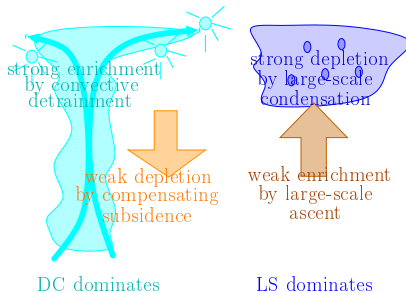 strong enrichment
by convective
detrainment
strong depletion
by large-scale
condensation
weak depletion
by compensating
subsidence
weak enrichment
by large-scale
ascent
DC dominates
LS dominates